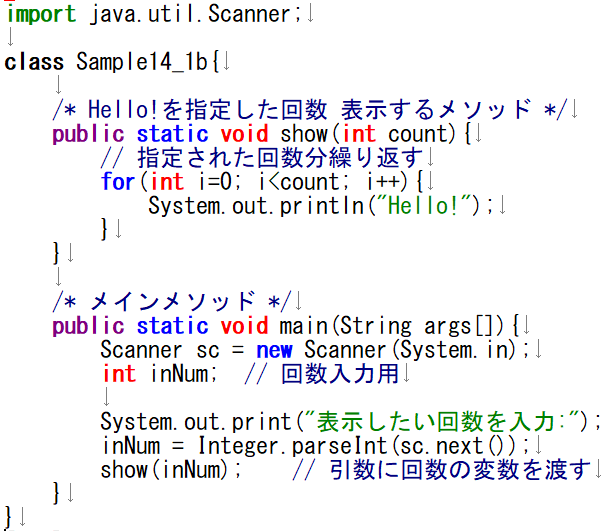 import java.util.Scanner;↓
↓
class Sample14_1b{↓
    ↓
    /* Hello!を指定した回数 表示するメソッド */↓
    public static void show(int count){↓
        // 指定された回数分繰り返す↓
        for(int i=0; i<count; i++){↓
            System.out.println("Hello!");↓
        }↓
    }↓
    ↓
    /* メインメソッド */↓
    public static void main(String args[]){↓
        Scanner sc = new Scanner(System.in);↓
        int inNum;  // 回数入力用↓
        ↓
        System.out.print("表示したい回数を入力:");
        inNum = Integer.parseInt(sc.next());↓
        show(inNum);    // 引数に回数の変数を渡す
    }↓
}↓